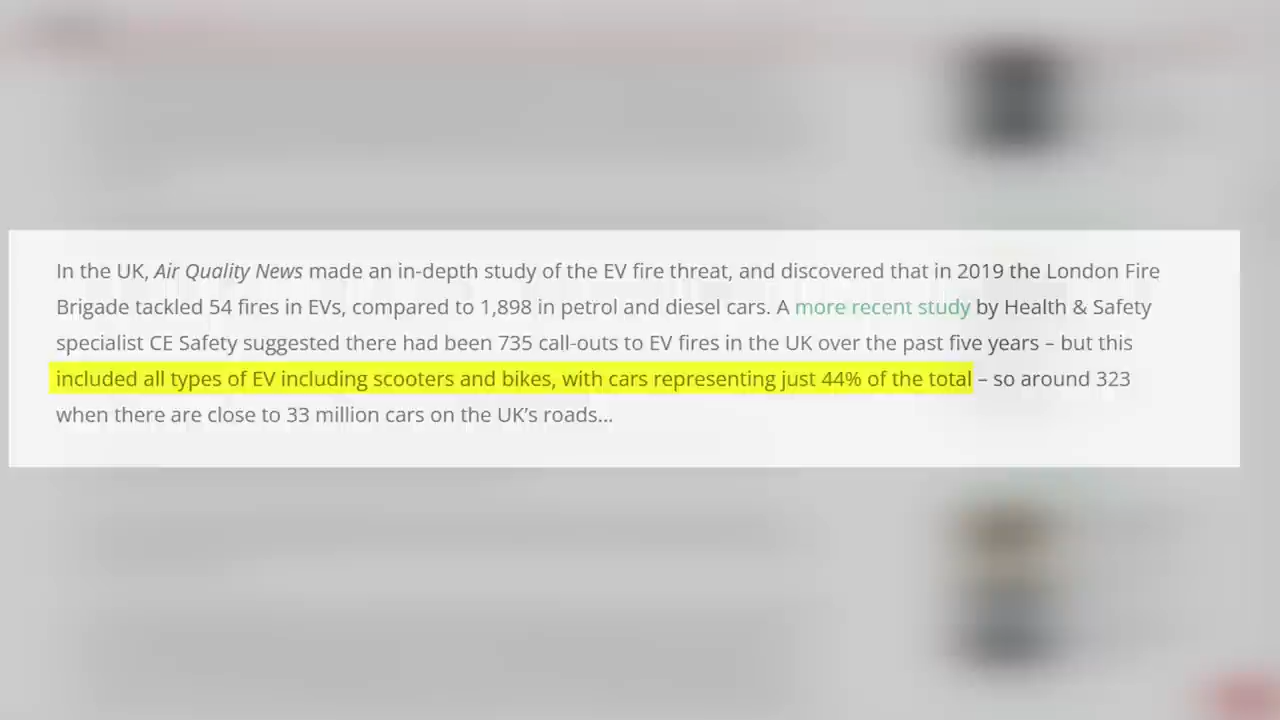 In the UK, Air Quality News made an in-depth study of the EV fire threat, and discovered that in 2019 the London Fire
Brigade tackled 54 fires in EVs, compared to 1,898 in petrol and diesel cars. A more recent study by Health & Safety
specialist CE Safety suggested there had been 735 call-outs to EV fires in the UK over the past five years – but this
included all types of EV including scooters and bikes, with cars representing just 44% of the total – so around 323
when there are close to 33 million cars on the UK’s roads...